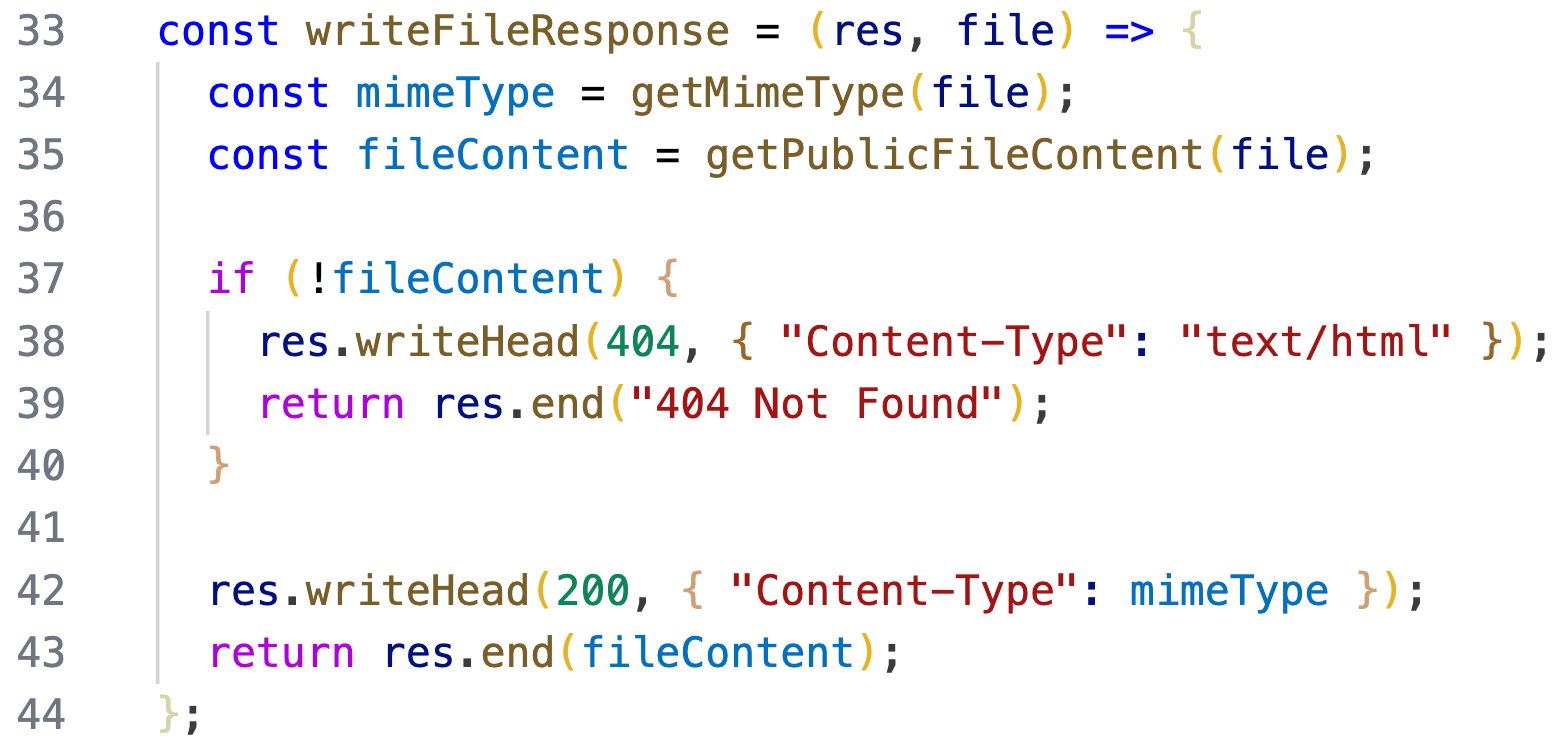 33 const writeFileResponse = (res, file) => {
34 const mimeType = getMimeType(file);
35 const fileContent = getPublicFileContent(file);
36
37 if (!fileContent) {
38 res.writeHead(404, { "Content-Type": "text/html" });
39 return res.end("404 Not Found");
40 }
41
42 res.writeHead(200, { "Content-Type": mimeType });
43 return res.end(fileContent);
44 };